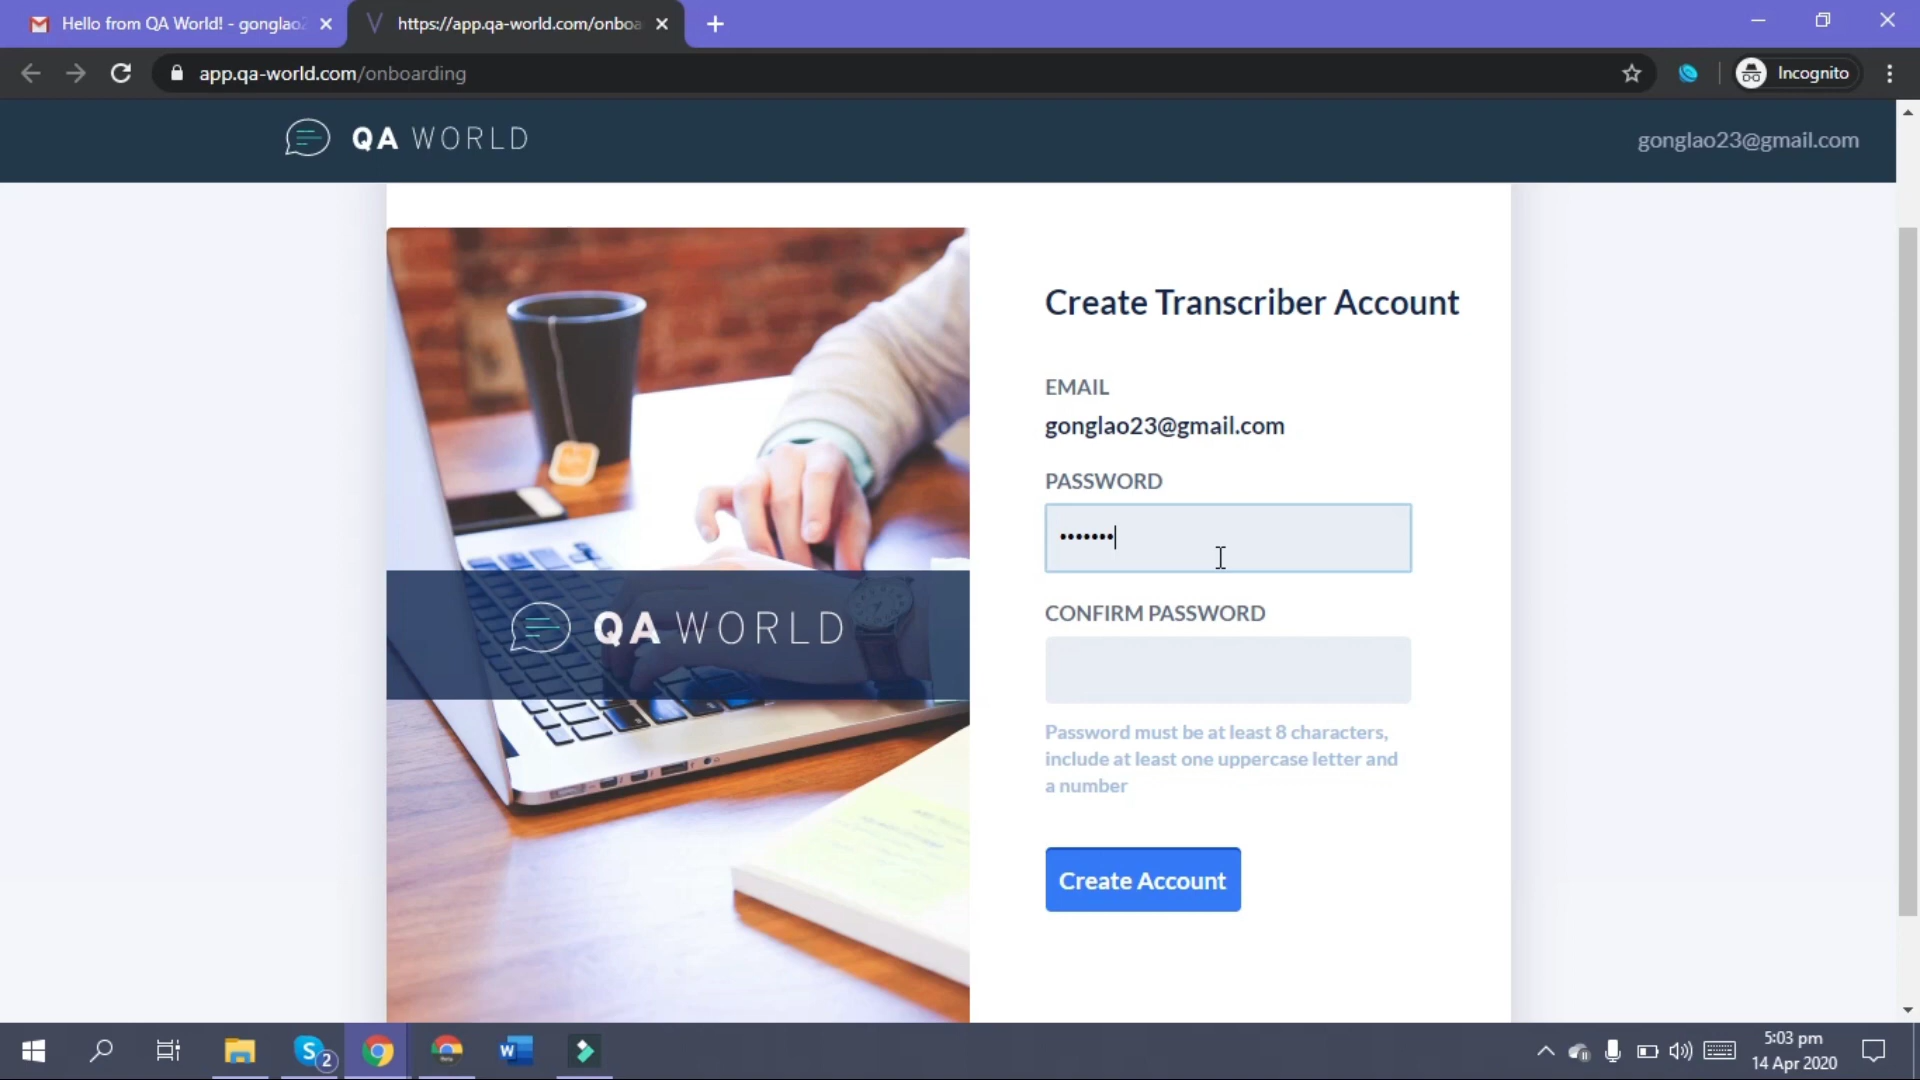 Hello from QA World! - gonglao2
https://app.qa-world.com/onboa
app.qa-world.com/onboarding
Incognito
QA WORLD
gonglao23@gmail.com
Create Transcriber Account
EMAIL
gonglao23@gmail.com
PASSWORD
•••••••
QA WORLD
CONFIRM PASSWORD
Password must be at least 8 characters,
include at least one uppercase letter and
a number
Create Account
2
5:03 pm
14 Apr 2020